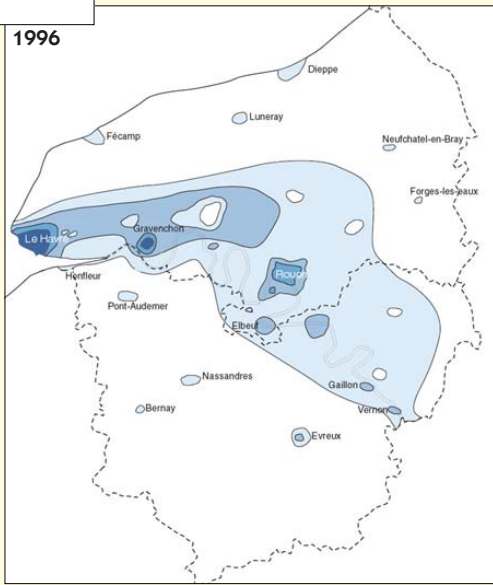 1996
Dieppe
Luneray
Fécamp
Neufchatel-en-Bray
Forges-les-eaux
Le Havre
Gravenchon
Honfleur
Rouen
Pont-Audemer
Elbeuf
Nassandres
Gaillon
Bernay
Vernon
Evreux